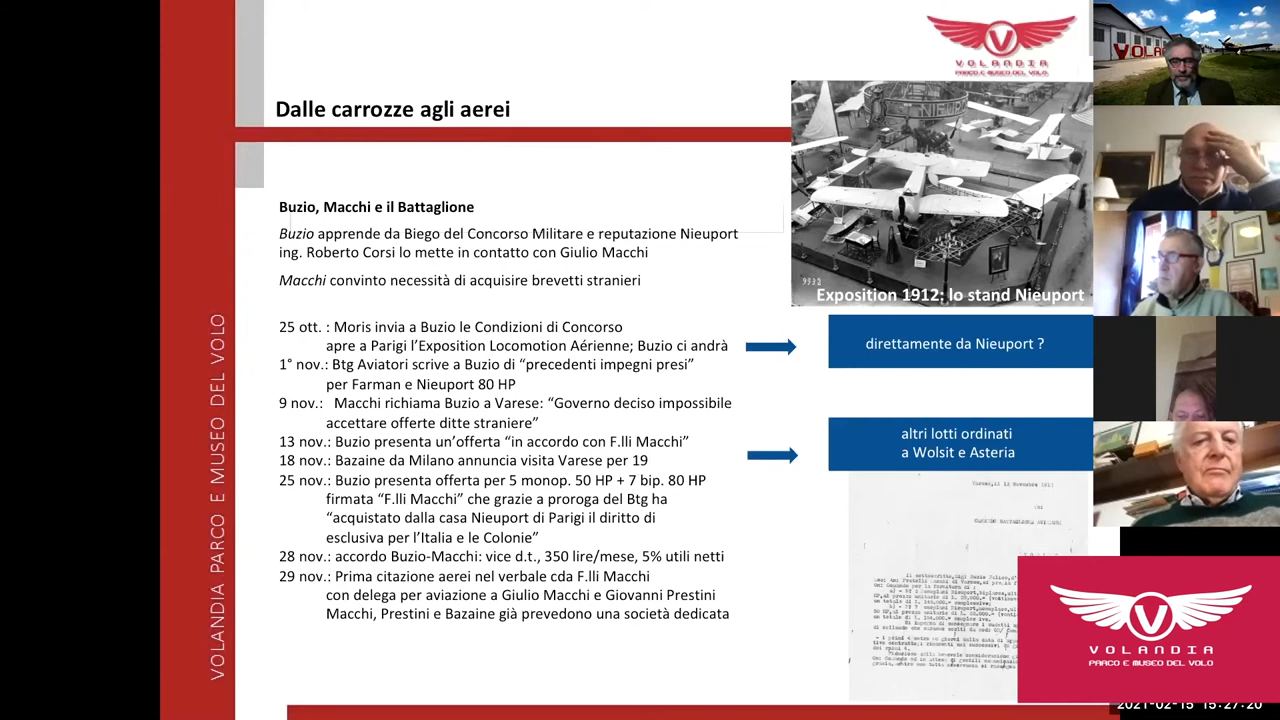 VOLANDIA
PARCO E MUSEO DEL VOLO
Dalle carrozze agli aerei
VOLANDIA PARCO E MUSEO DEL VOLO
Buzio, Macchi e il Battaglione
Buzio apprende da Biego del Concorso Militare e reputazione Nieuport
ing. Roberto Corsi lo mette in contatto con Giulio Macchi
Macchi convinto necessità di acquisire brevetti stranieri
25 ott. : Moris invia a Buzio le Condizioni di Concorso
apre a Parigi l’Exposition Locomotion Aérienne; Buzio ci andrà
1° nov.: Btg Aviatori scrive a Buzio di “precedenti impegni presi”
per Farman e Nieuport 80 HP
9 nov.: Macchi richiama Buzio a Varese: “Governo deciso impossibile
accettare offerte ditte straniere”
13 nov.: Buzio presenta un’offerta “in accordo con F.lli Macchi”
18 nov.: Bazaine da Milano annuncia visita Varese per 19
25 nov.: Buzio presenta offerta per 5 monop. 50 HP + 7 bip. 80 HP
firmata “F.lli Macchi” che grazie a proroga del Btg ha
“acquistato dalla casa Nieuport di Parigi il diritto di
esclusiva per l’Italia e le Colonie”
28 nov.: accordo Buzio-Macchi: vice d.t., 350 lire/mese, 5% utili netti
29 nov.: Prima citazione aerei nel verbale cda F.lli Macchi
con delega per aviazione a Giulio Macchi e Giovanni Prestini
Macchi, Prestini e Bazaine già prevedono una società dedicata
Exposition 1912: lo stand Nieuport
direttamente da Nieuport ?
altri lotti ordinati
a Wolsit e Asteria
VOLANDIA
PARCO E MUSEO DEL VOLO
2021-02-15 15:27:20